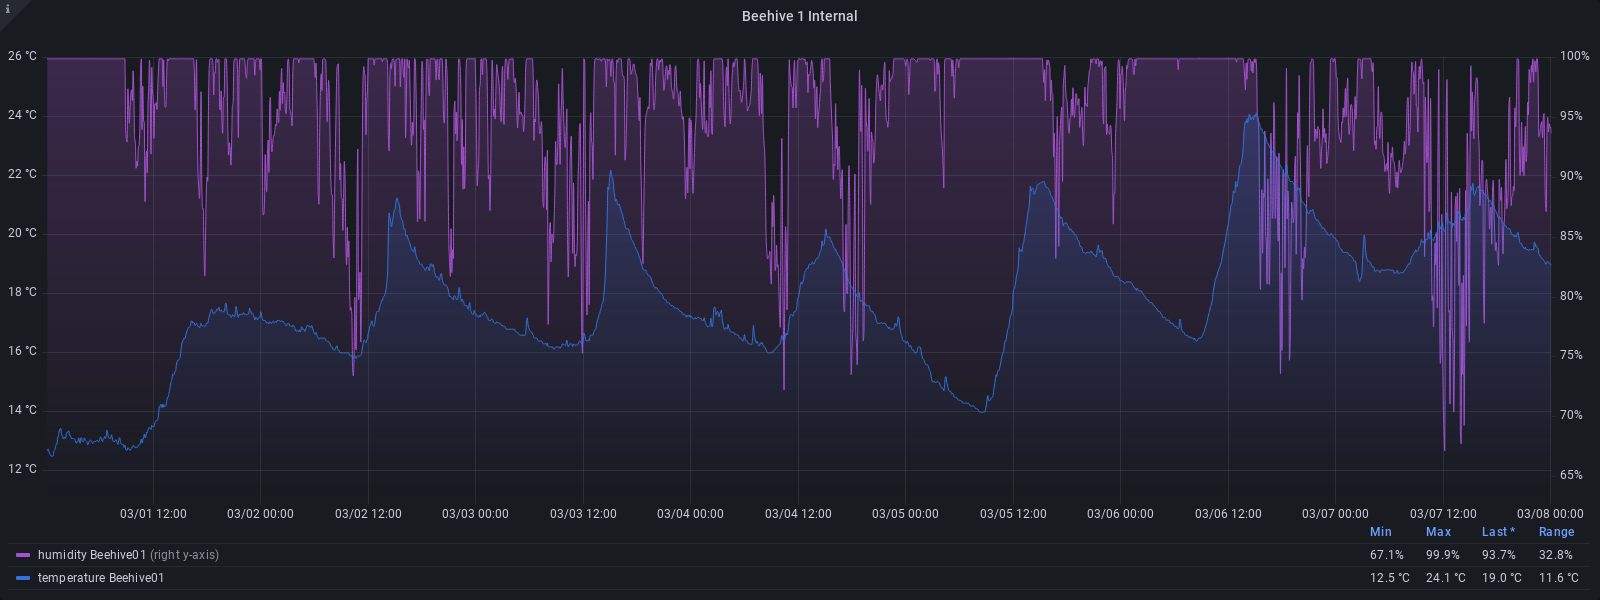 i
Beehive 1 Internal
26 °C
24 °C
22 °C
20 °C
18 °C
16 °C
14 °C
12 °C
100%
95%
90%
85%
80%
75%
70%
65%
03/01 12:00 03/02 00:00 03/02 12:00 03/03 00:00 03/03 12:00 03/04 00:00 03/04 12:00 03/05 00:00 03/05 12:00 03/06 00:00 03/06 12:00 03/07 00:00 03/07 12:00 03/08 00:00
Min Max Last * Range
humidity Beehive01 (right y-axis) 67.1% 99.9% 93.7% 32.8%
temperature Beehive01 12.5 °C 24.1 °C 19.0 °C 11.6 °C